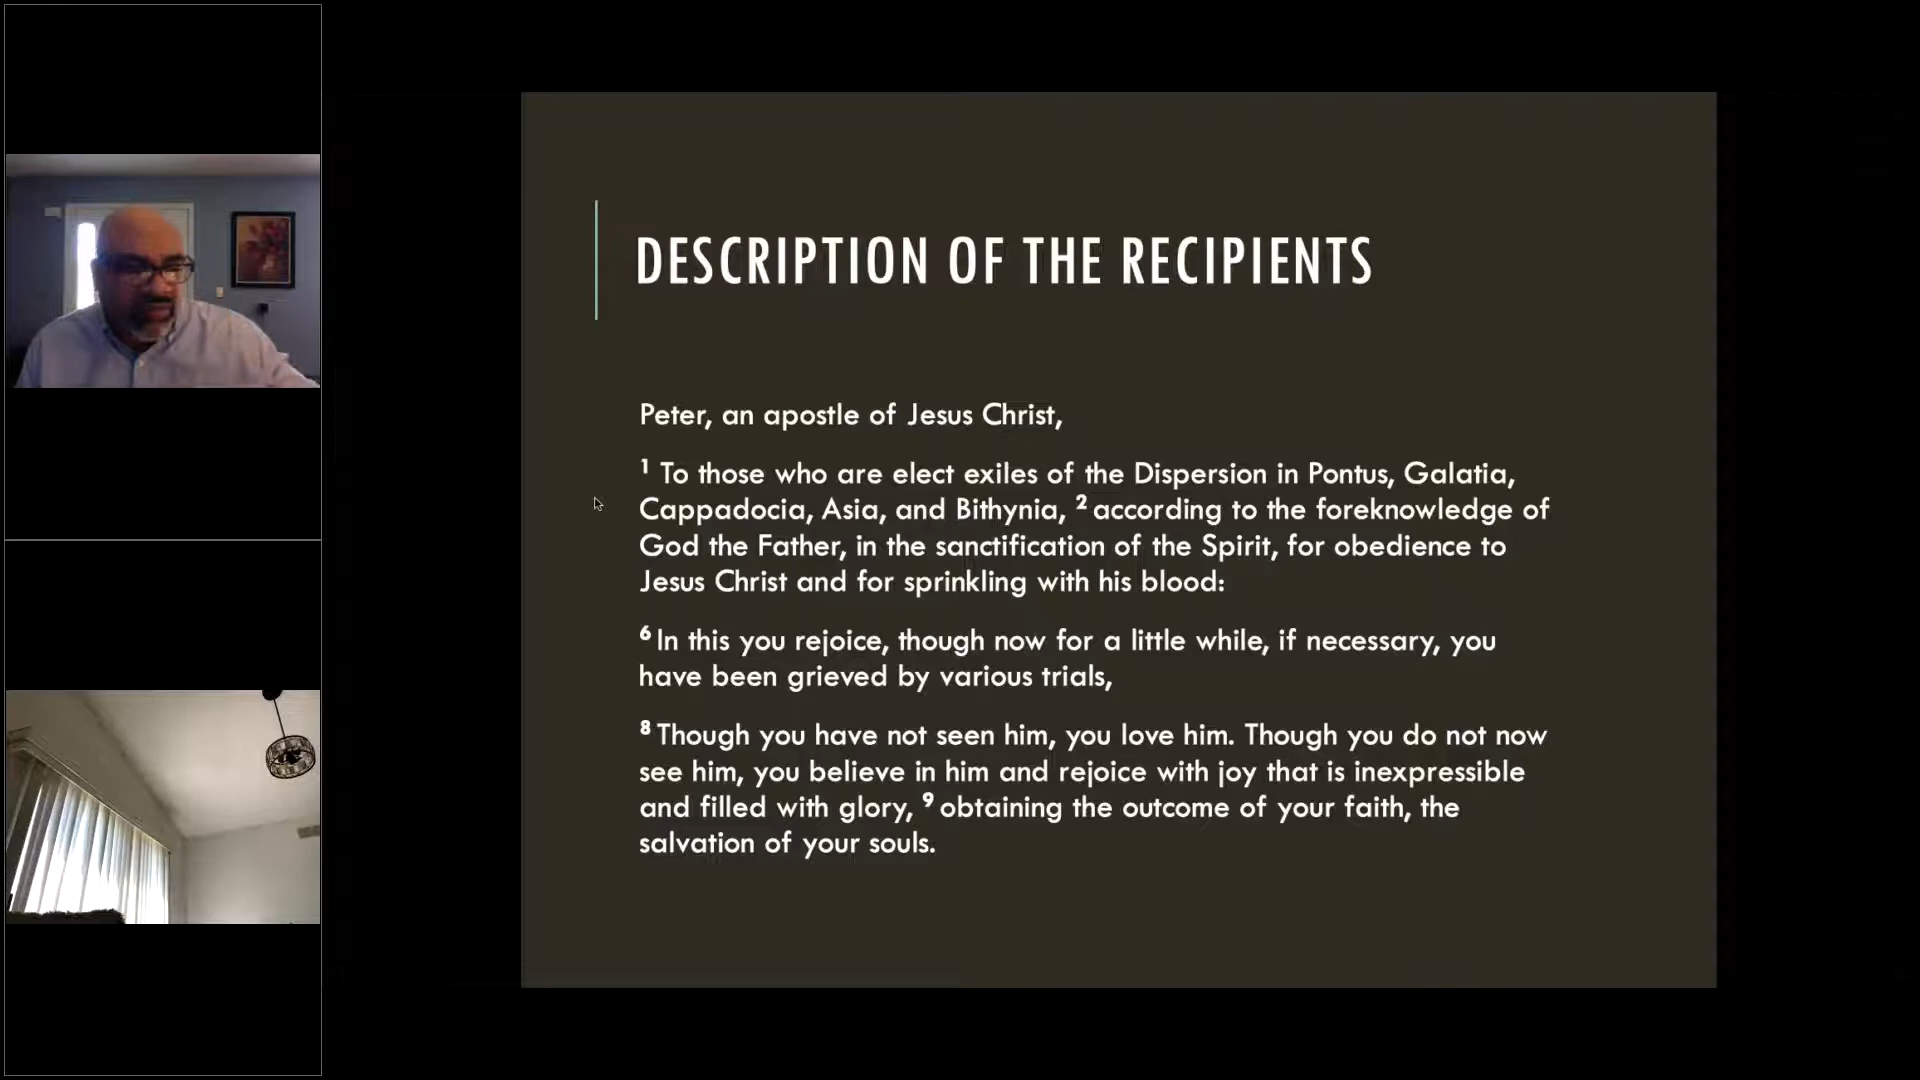 DESCRIPTION OF THE RECIPIENTS
Peter, an apostle of Jesus Christ,
1 To those who are elect exiles of the Dispersion in Pontus, Galatia,
Cappadocia, Asia, and Bithynia, 2 according to the foreknowledge of
God the Father, in the sanctification of the Spirit, for obedience to
Jesus Christ and for sprinkling with his blood:
6 In this you rejoice, though now for a little while, if necessary, you
have been grieved by various trials,
8 Though you have not seen him, you love him. Though you do not now
see him, you believe in him and rejoice with joy that is inexpressible
and filled with glory, 9 obtaining the outcome of your faith, the
salvation of your souls.